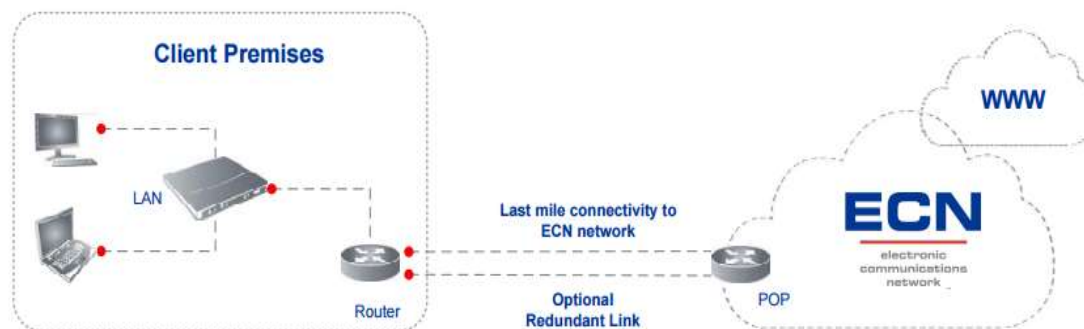 Client Premises
WWW
LAN
Last mile connectivity to
ECN network
ECN
electronic
communications
network
Router
Optional
Redundant Link
POP